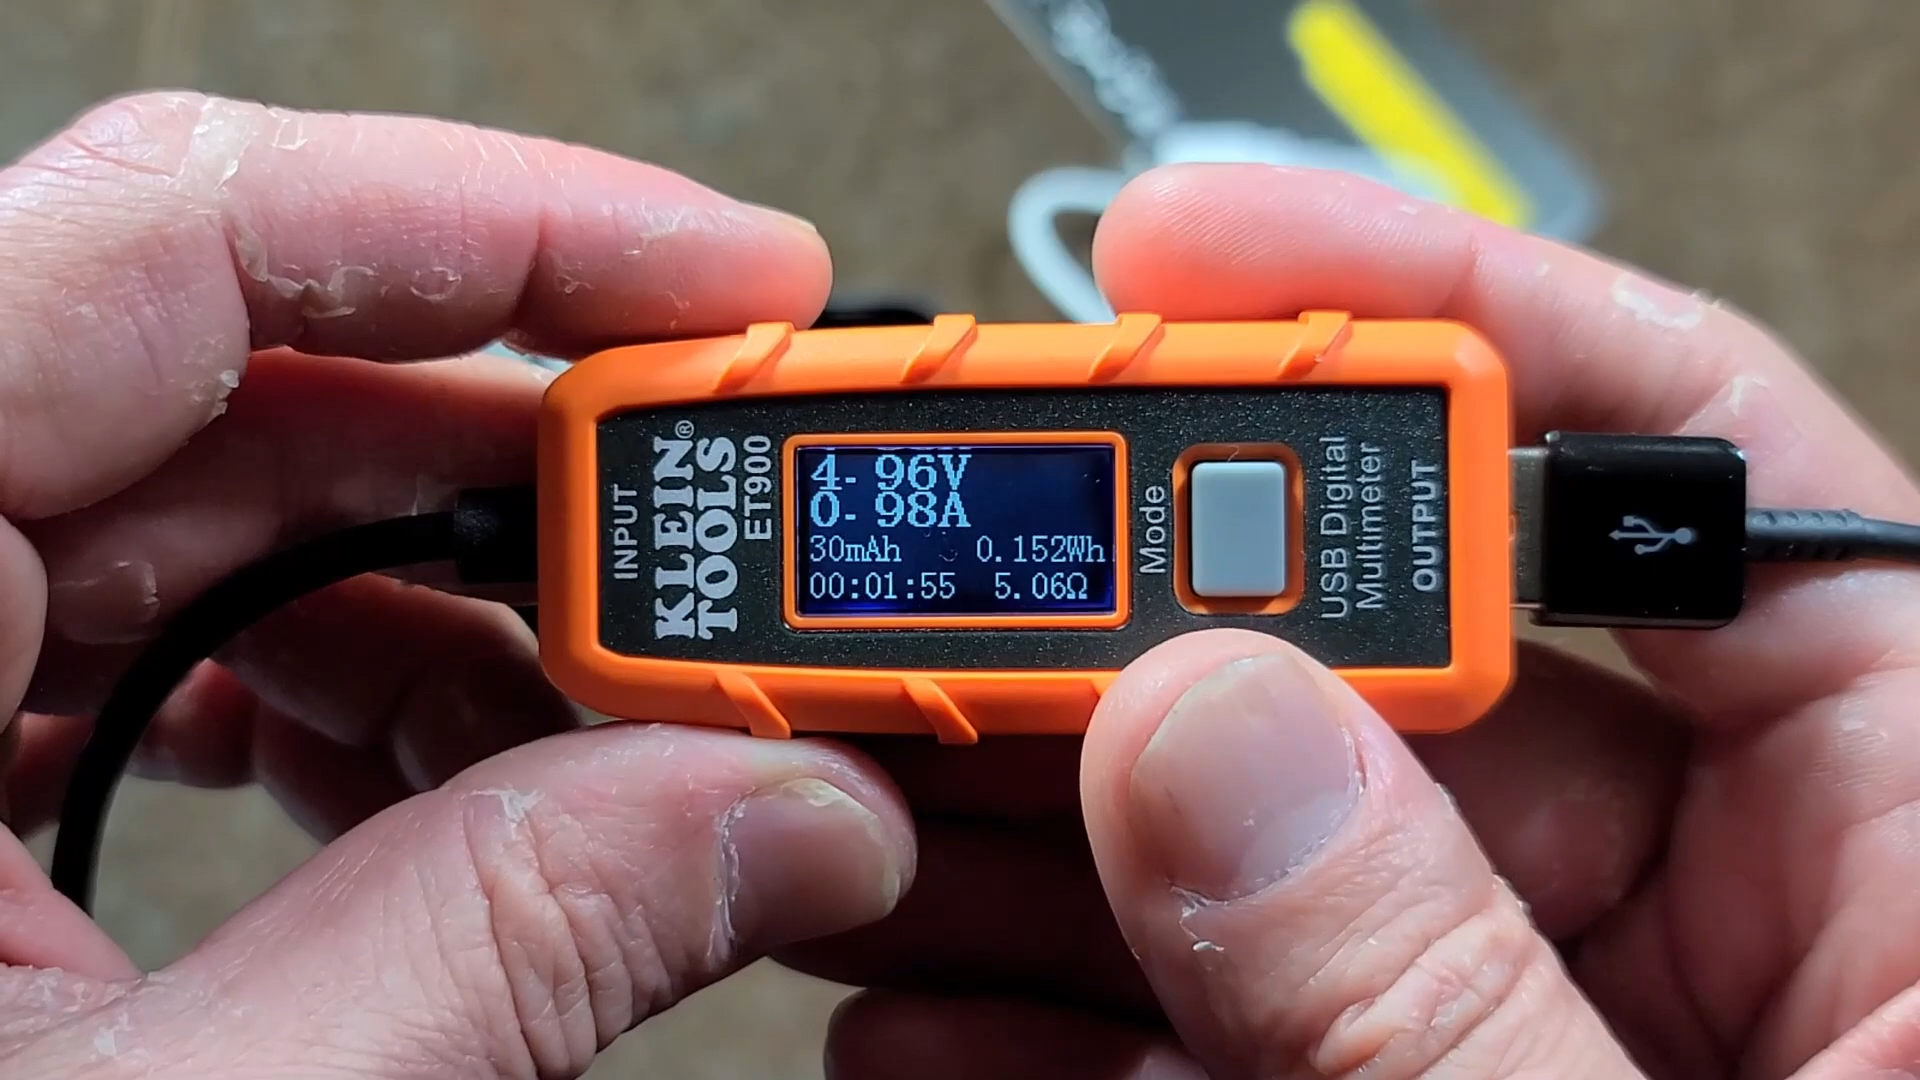 INPUT
KLEIN
TOOLS®
ET900
4.96V
0.98A
30mAh 0.152Wh
00:01:55 5.06Ω
Mode
USB Digital
Multimeter
OUTPUT